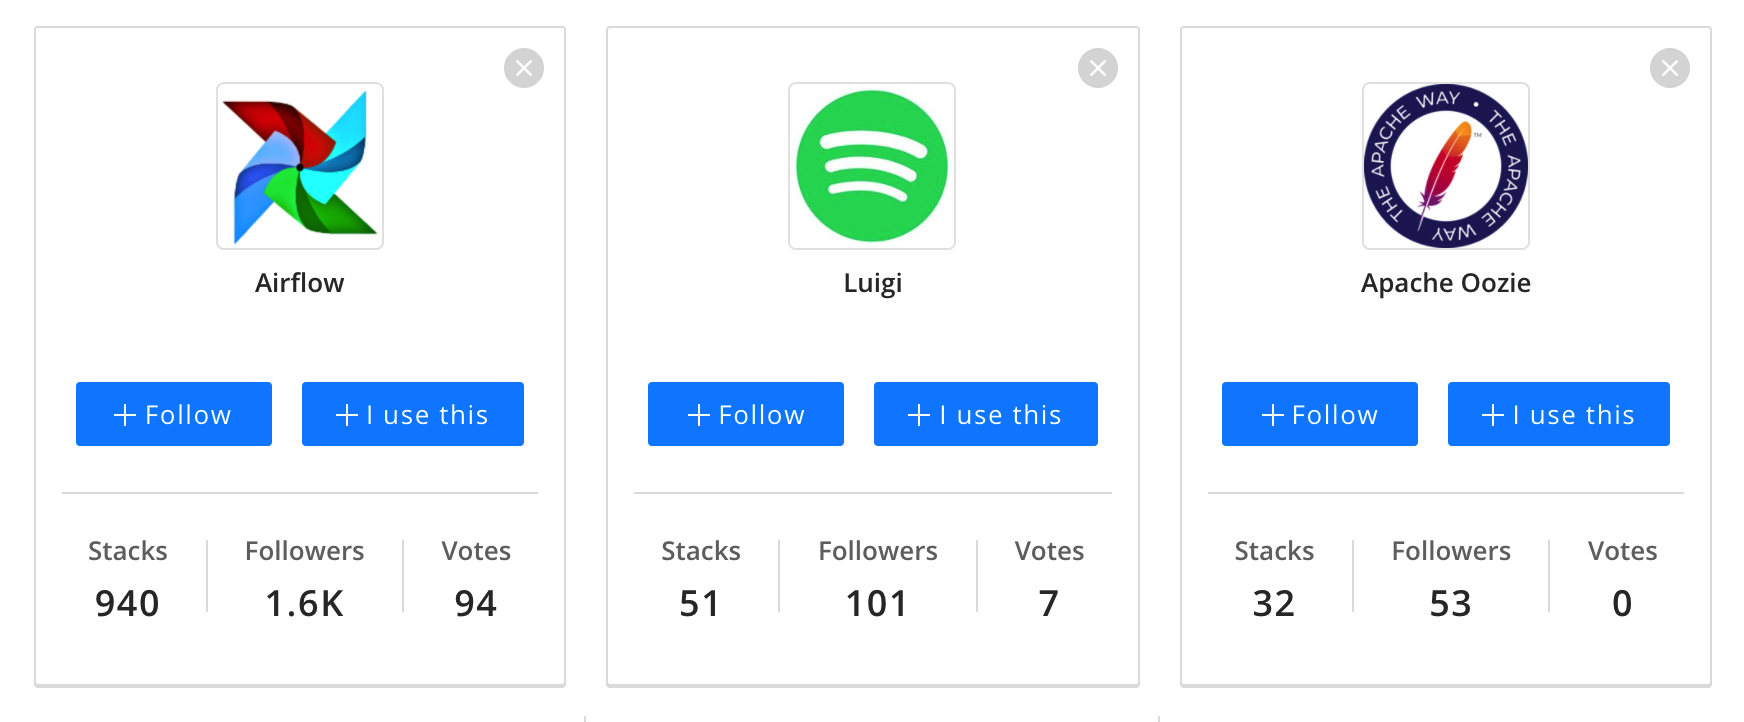 THE APACHE WAY • THE APACHE WAY
TM
Airflow
Luigi
Apache Oozie
Follow
I use this
Follow
I use this
Follow
I use this
Stacks
Followers
Votes
Stacks
Followers
Votes
Stacks
Followers
Votes
940
1.6K
94
51
101
7
32
53
0